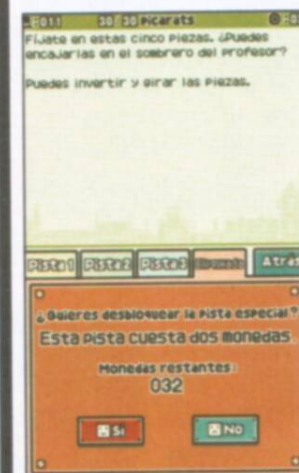 011 30/30 Picarats
Fíjate en estas cinco piezas. ¿Puedes
encajarlas en el sombrero del profesor?
Puedes invertir y girar las piezas.
Pista 1 Pista 2 Pista 3 Atrás
¿Quieres desbloquear la pista especial?
Esta pista cuesta dos monedas.
Monedas restantes:
032
Sí No